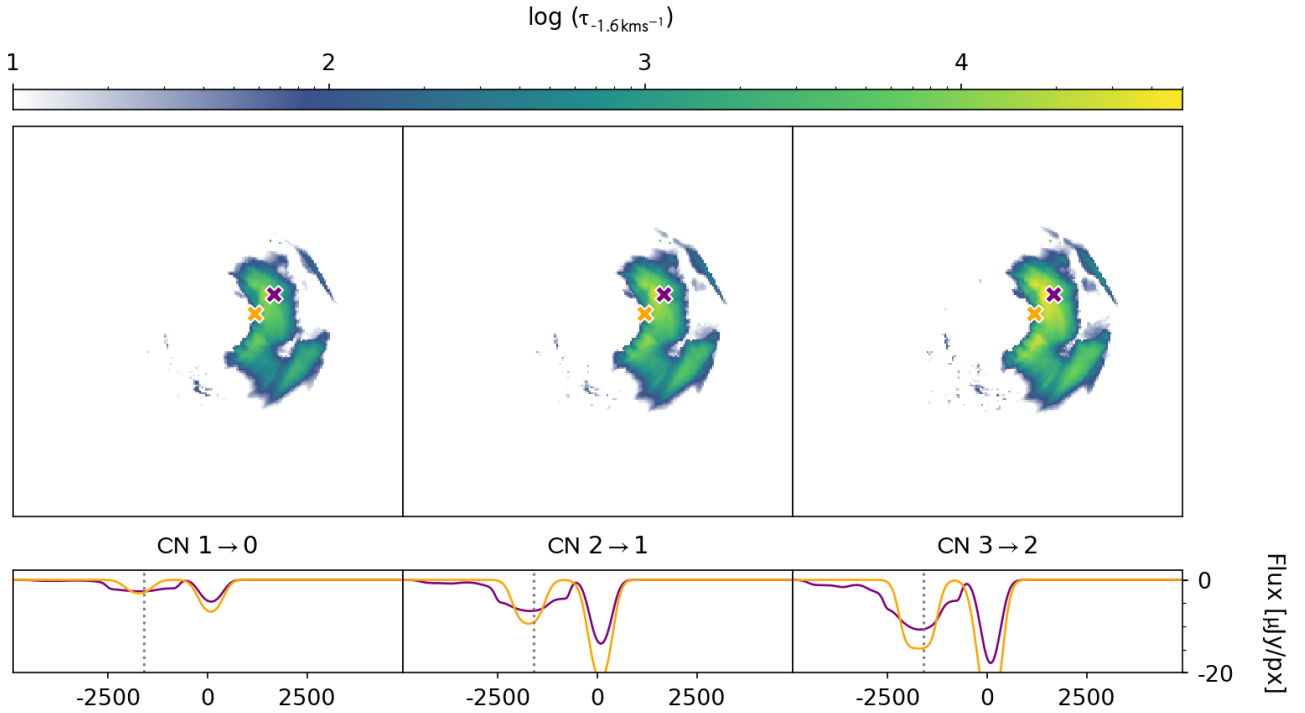 log (τ-1.6kms⁻¹)
1 2 3 4
CN 1→0 CN 2→1 CN 3→2
0
-20
Flux [μJy/px]
-2500 0 2500 -2500 0 2500 -2500 0 2500